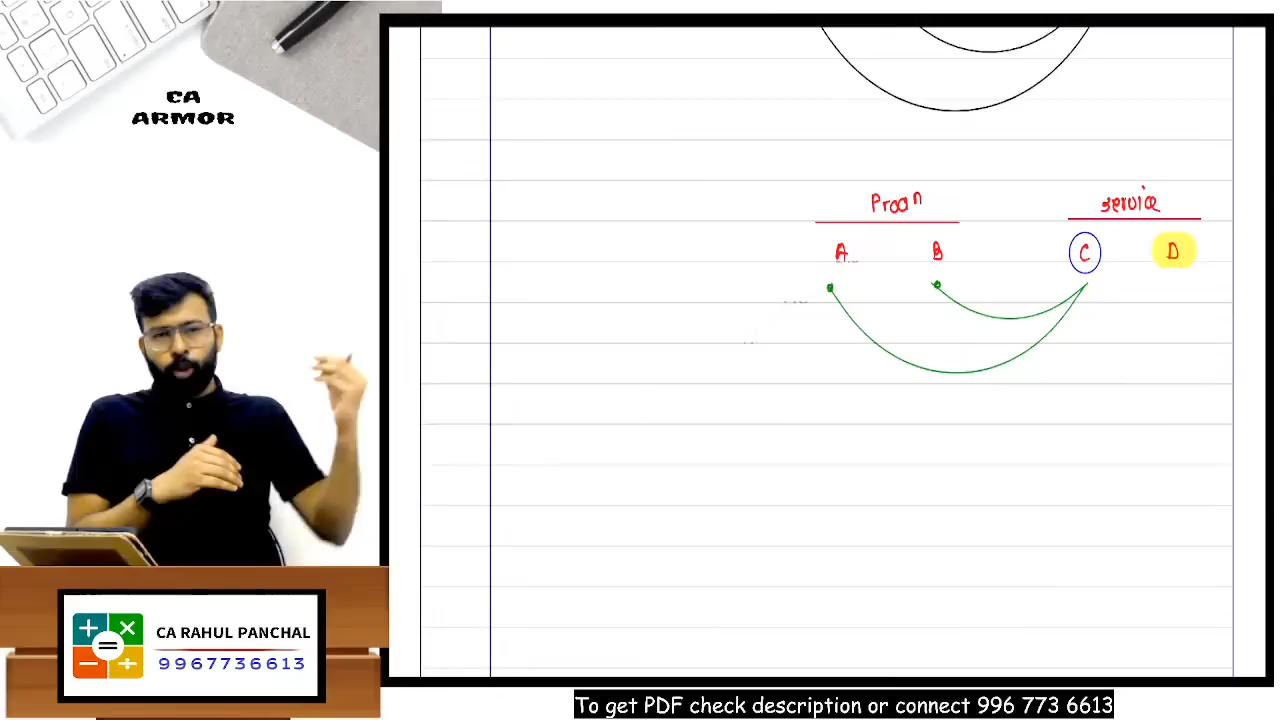 CA
ARMOR
Prodn
service
A B C D
CA RAHUL PANCHAL
9967736613
To get PDF check description or connect 996 773 6613